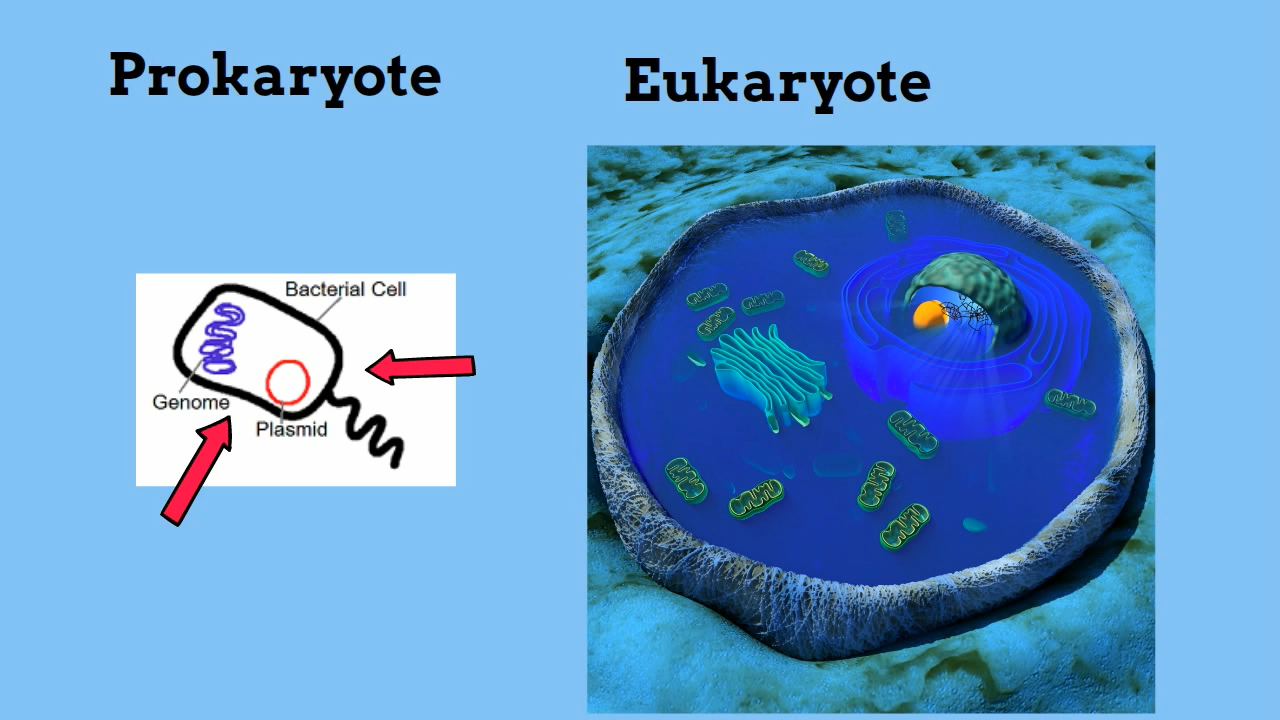 Prokaryote
Eukaryote
Bacterial Cell
Genome
Plasmid